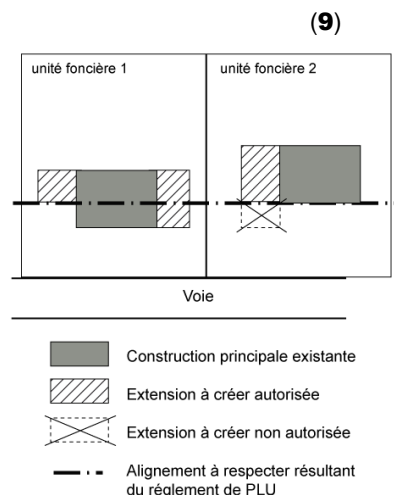 (9)
unité foncière 1
unité foncière 2
Voie
Construction principale existante
Extension à créer autorisée
Extension à créer non autorisée
Alignement à respecter résultant
du réglement de PLU